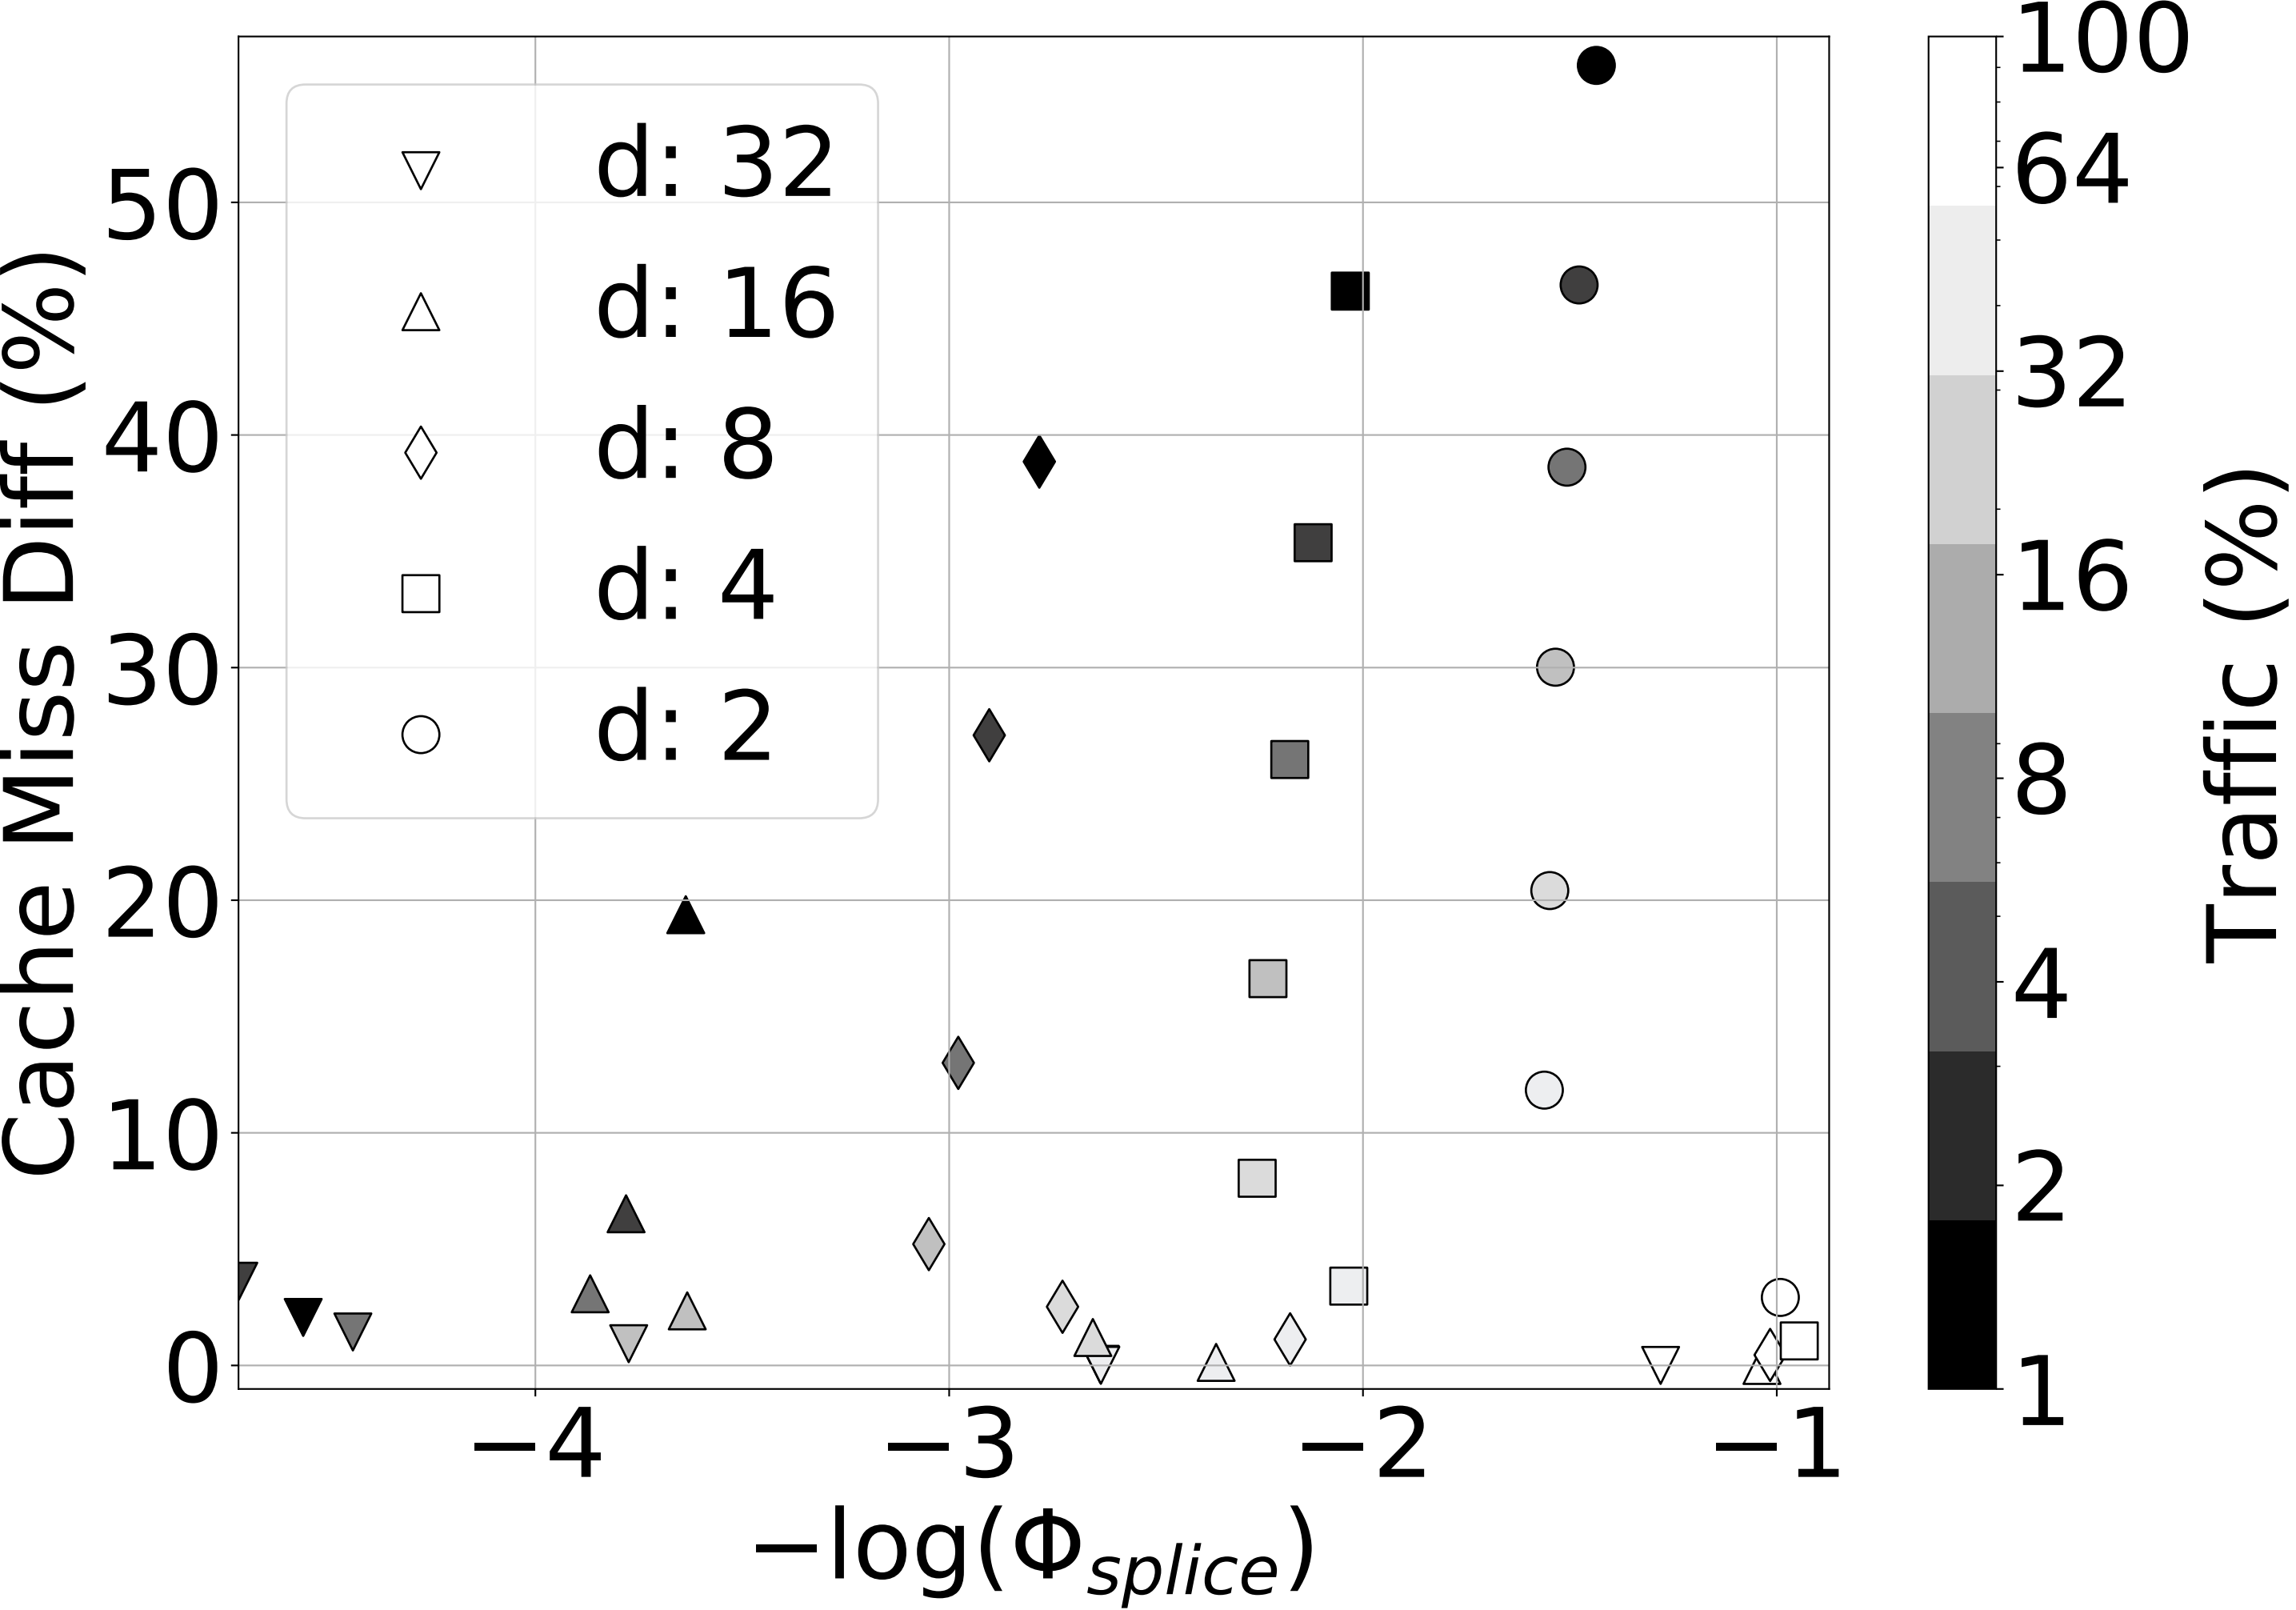 Cache Miss Diff (%)
50
40
30
20
10
0
d: 32
d: 16
d: 8
d: 4
d: 2
−4
−3
−2
−1
−log(Φsplice)
100
64
32
16
8
4
2
1
Traffic (%)